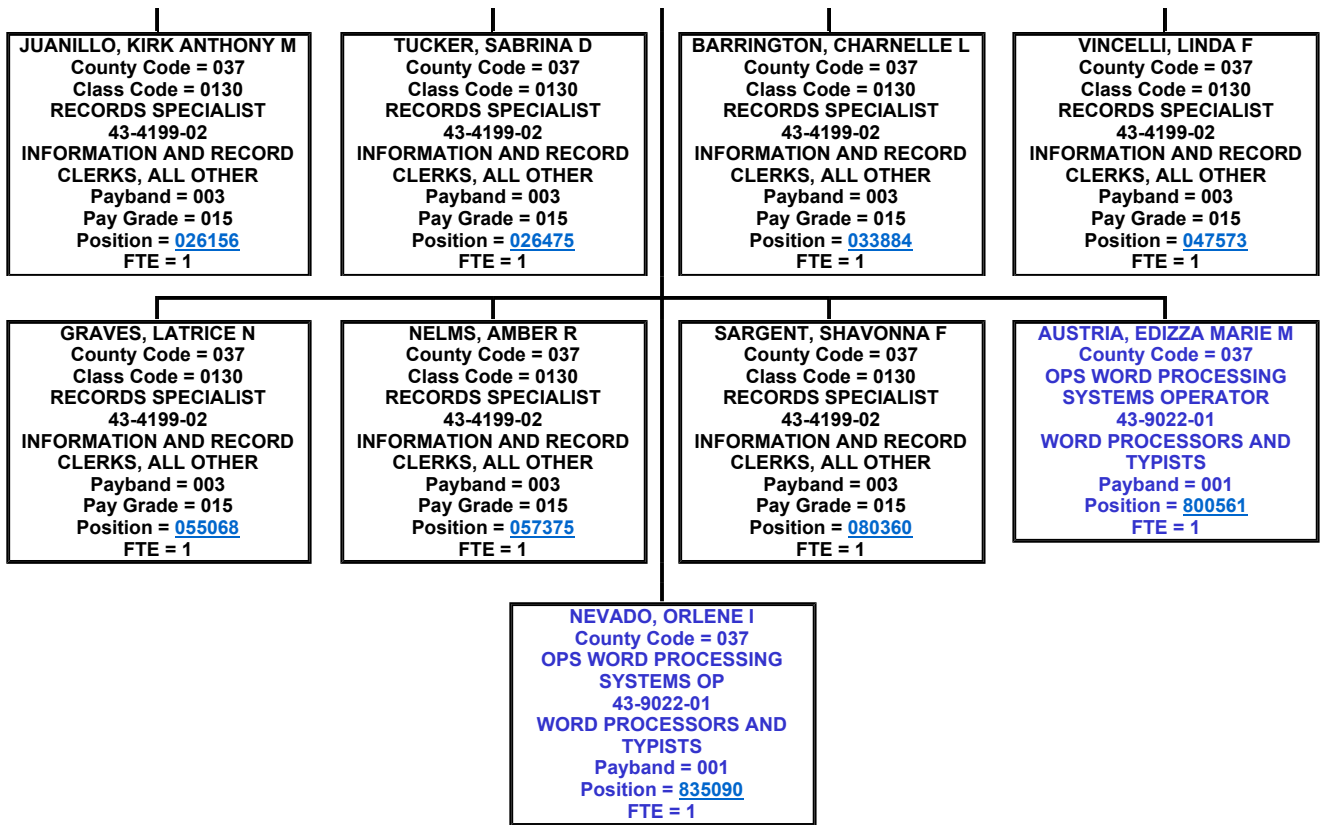 JUANILLO, KIRK ANTHONY M
County Code = 037
Class Code = 0130
RECORDS SPECIALIST
43-4199-02
INFORMATION AND RECORD
CLERKS, ALL OTHER
Payband = 003
Pay Grade = 015
Position = 026156
FTE = 1
TUCKER, SABRINA D
County Code = 037
Class Code = 0130
RECORDS SPECIALIST
43-4199-02
INFORMATION AND RECORD
CLERKS, ALL OTHER
Payband = 003
Pay Grade = 015
Position = 026475
FTE = 1
BARRINGTON, CHARNELLE L
County Code = 037
Class Code = 0130
RECORDS SPECIALIST
43-4199-02
INFORMATION AND RECORD
CLERKS, ALL OTHER
Payband = 003
Pay Grade = 015
Position = 033884
FTE = 1
VINCELLI, LINDA F
County Code = 037
Class Code = 0130
RECORDS SPECIALIST
43-4199-02
INFORMATION AND RECORD
CLERKS, ALL OTHER
Payband = 003
Pay Grade = 015
Position = 047573
FTE = 1
GRAVES, LATRICE N
County Code = 037
Class Code = 0130
RECORDS SPECIALIST
43-4199-02
INFORMATION AND RECORD
CLERKS, ALL OTHER
Payband = 003
Pay Grade = 015
Position = 055068
FTE = 1
NELMS, AMBER R
County Code = 037
Class Code = 0130
RECORDS SPECIALIST
43-4199-02
INFORMATION AND RECORD
CLERKS, ALL OTHER
Payband = 003
Pay Grade = 015
Position = 057375
FTE = 1
SARGENT, SHAVONNA F
County Code = 037
Class Code = 0130
RECORDS SPECIALIST
43-4199-02
INFORMATION AND RECORD
CLERKS, ALL OTHER
Payband = 003
Pay Grade = 015
Position = 080360
FTE = 1
AUSTRIA, EDIZZA MARIE M
County Code = 037
OPS WORD PROCESSING
SYSTEMS OPERATOR
43-9022-01
WORD PROCESSORS AND
TYPISTS
Payband = 001
Position = 800561
FTE = 1
NEVADO, ORLENE I
County Code = 037
OPS WORD PROCESSING
SYSTEMS OP
43-9022-01
WORD PROCESSORS AND
TYPISTS
Payband = 001
Position = 835090
FTE = 1